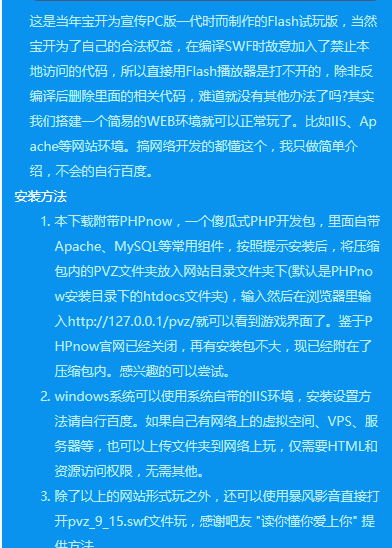 这是当年宝开为宣传PC版一代时而制作的Flash试玩版，当然
宝开为了自己的合法权益，在编译SWF时故意加入了禁止本
地访问的代码，所以直接用Flash播放器是打不开的，除非反
编译后删除里面的相关代码，难道就没有其他办法了吗?其实
我们搭建一个简易的WEB环境就可以正常玩了。比如IIS、Ap
ache等网站环境。搞网络开发的都懂这个，我只做简单介
绍，不会的自行百度。
安装方法
1. 本下载附带PHPnow，一个傻瓜式PHP开发包，里面自带
Apache、MySQL等常用组件，按照提示安装后，将压缩
包内的PVZ文件夹放入网站目录文件夹下(默认是PHPno
w安装目录下的htdocs文件夹)，输入然后在浏览器里输
入http://127.0.0.1/pvz/就可以看到游戏界面了。鉴于P
HPnow官网已经关闭，再有安装包不大，现已经附在了
压缩包内。感兴趣的可以尝试。
2. windows系统可以使用系统自带的IIS环境，安装设置方
法请自行百度。如果自己有网络上的虚拟空间、VPS、服
务器等，也可以上传文件夹到网络上玩，仅需要HTML和
资源访问权限，无需其他。
3. 除了以上的网站形式玩之外，还可以使用暴风影音直接打
开pvz_9_15.swf文件玩，感谢吧友 "读你懂你爱上你" 提
供方法